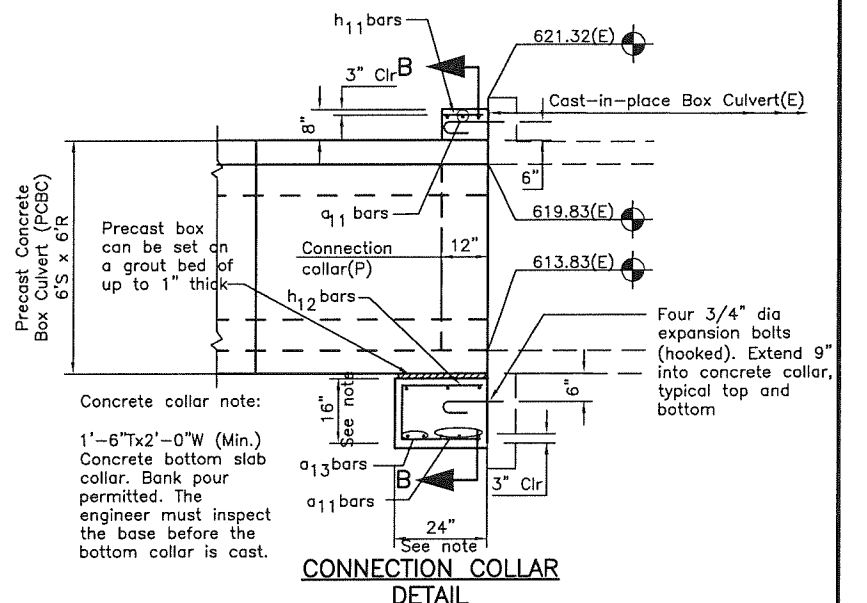 h11 bars
621.32(E)
3" Clr
B
Cast-in-place Box Culvert(E)
8"
6"
a11 bars
619.83(E)
Precast Concrete
Box Culvert (PCBC)
6'S x 6'R
Precast box
can be set on
a grout bed of
up to 1" thick
Connection
collar(P)
12"
613.83(E)
h12 bars
Four 3/4" dia
expansion bolts
(hooked). Extend 9"
into concrete collar,
typical top and
bottom
6"
Concrete collar note:
1'-6"Tx2'-0"W (Min.)
Concrete bottom slab
collar. Bank pour
permitted. The
engineer must inspect
the base before the
bottom collar is cast.
16"
See note
a13 bars
B
3" Clr
a11 bars
24"
See note
CONNECTION COLLAR
DETAIL